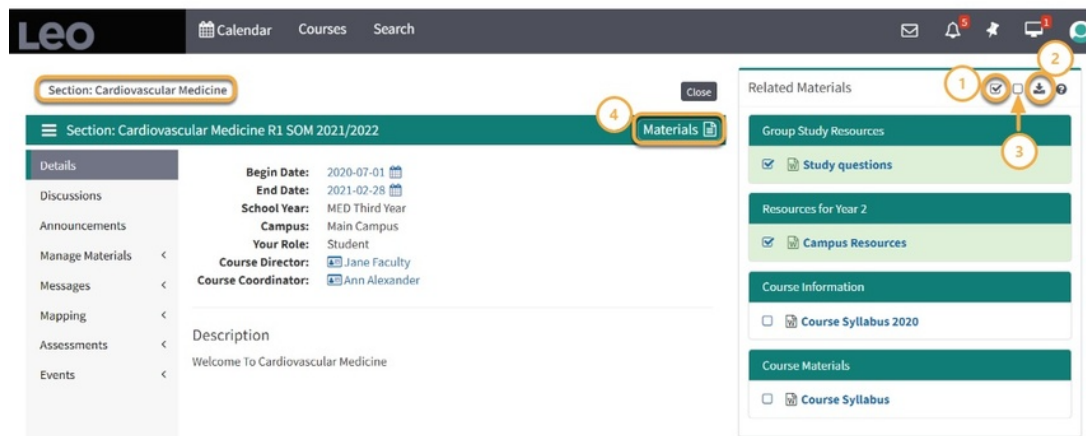 Leo
Calendar Courses Search
5
1
Section: Cardiovascular Medicine
Close
Section: Cardiovascular Medicine R1 SOM 2021/2022
4
Materials
Details
Discussions
Announcements
Manage Materials <
Messages <
Mapping <
Assessments <
Events <
Begin Date: 2020-07-01
End Date: 2021-02-28
School Year: MED Third Year
Campus: Main Campus
Your Role: Student
Course Director: Jane Faculty
Course Coordinator: Ann Alexander
Description
Welcome To Cardiovascular Medicine
Related Materials
1
2
3
Group Study Resources
Study questions
Resources for Year 2
Campus Resources
Course Information
Course Syllabus 2020
Course Materials
Course Syllabus